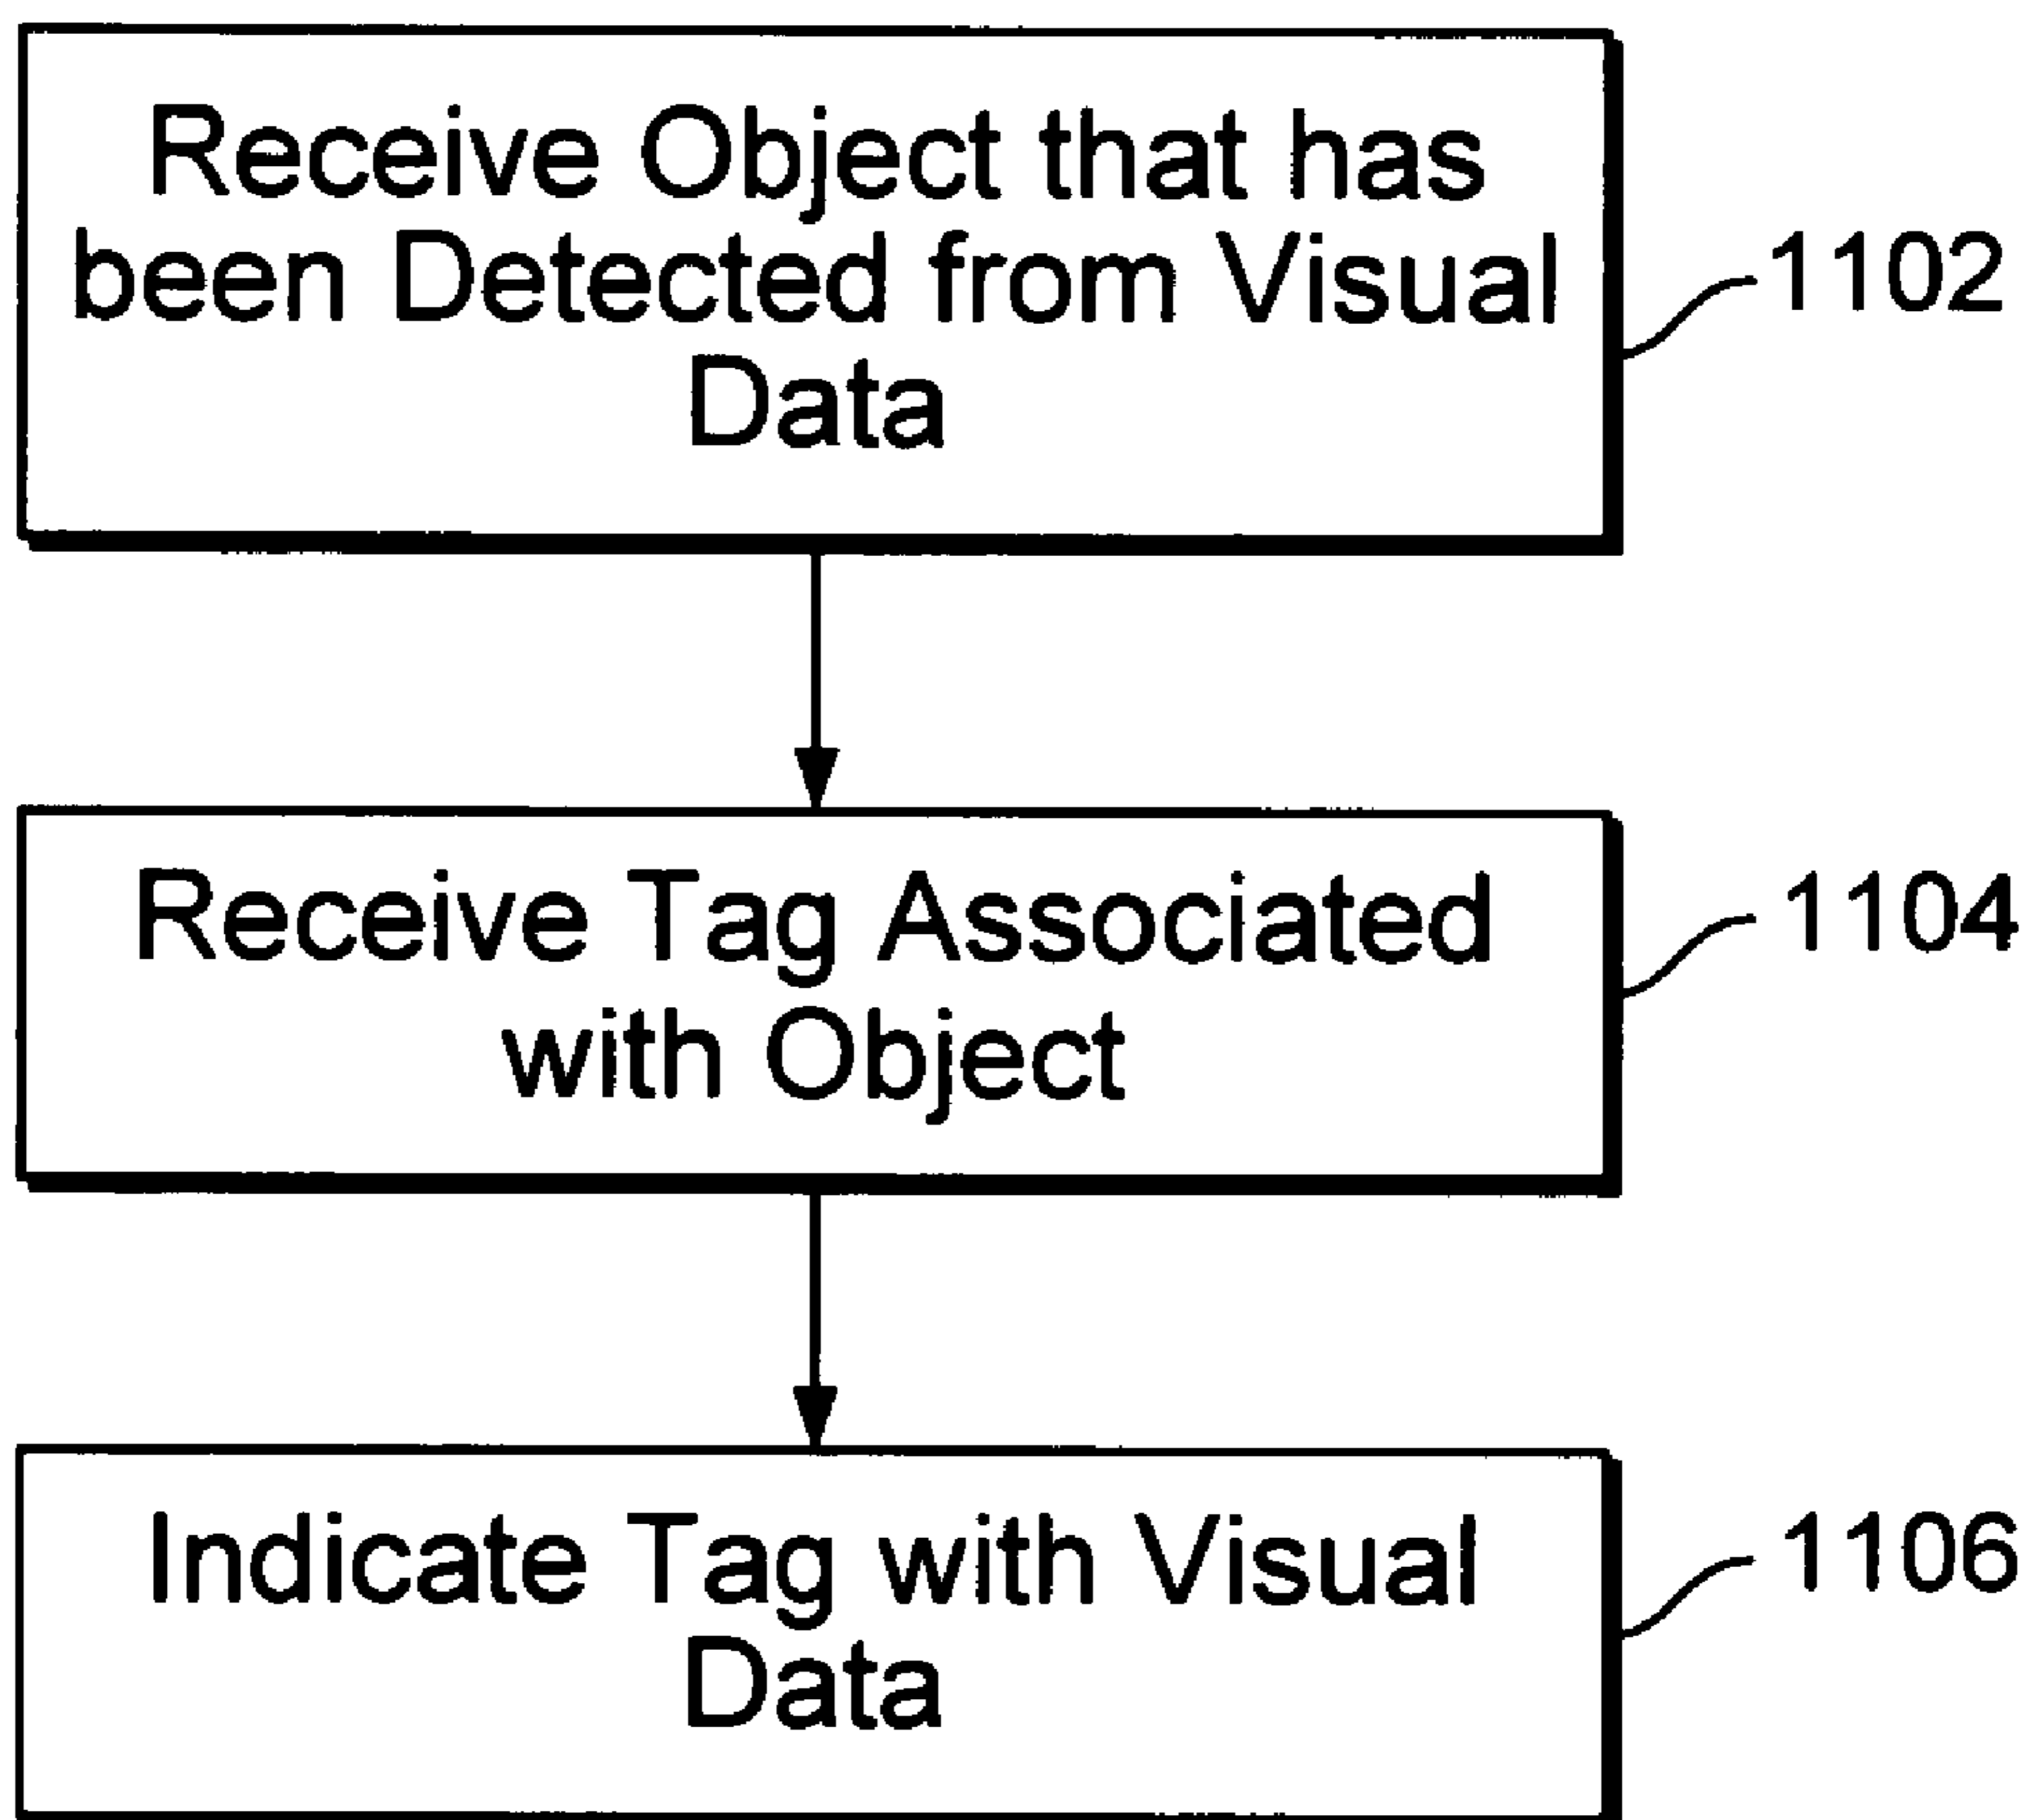 Receive Object that has
been Detected from Visual
Data
1102
Receive Tag Associated
with Object
1104
Indicate Tag with Visual
Data
1106